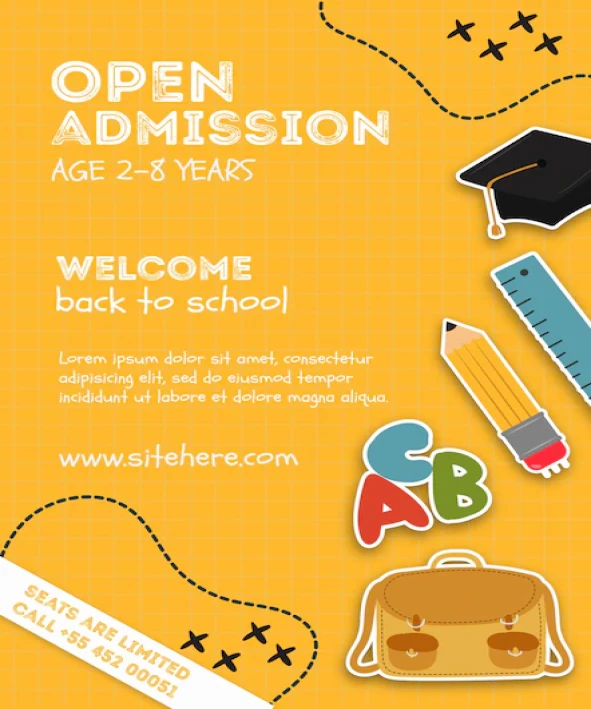 OPEN
ADMISSION
AGE 2-8 YEARS
WELCOME
back to school
Lorem ipsum dolor sit amet, consectetur
adipisicing elit, sed do eiusmod tempor
incididunt ut labore et dolore magna aliqua.
www.sitehere.com
C
A B
SEATS ARE LIMITED
CALL +55 452 00051